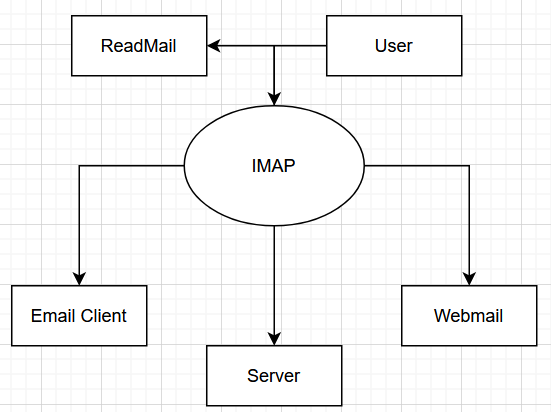 ReadMail
User
IMAP
Email Client
Webmail
Server